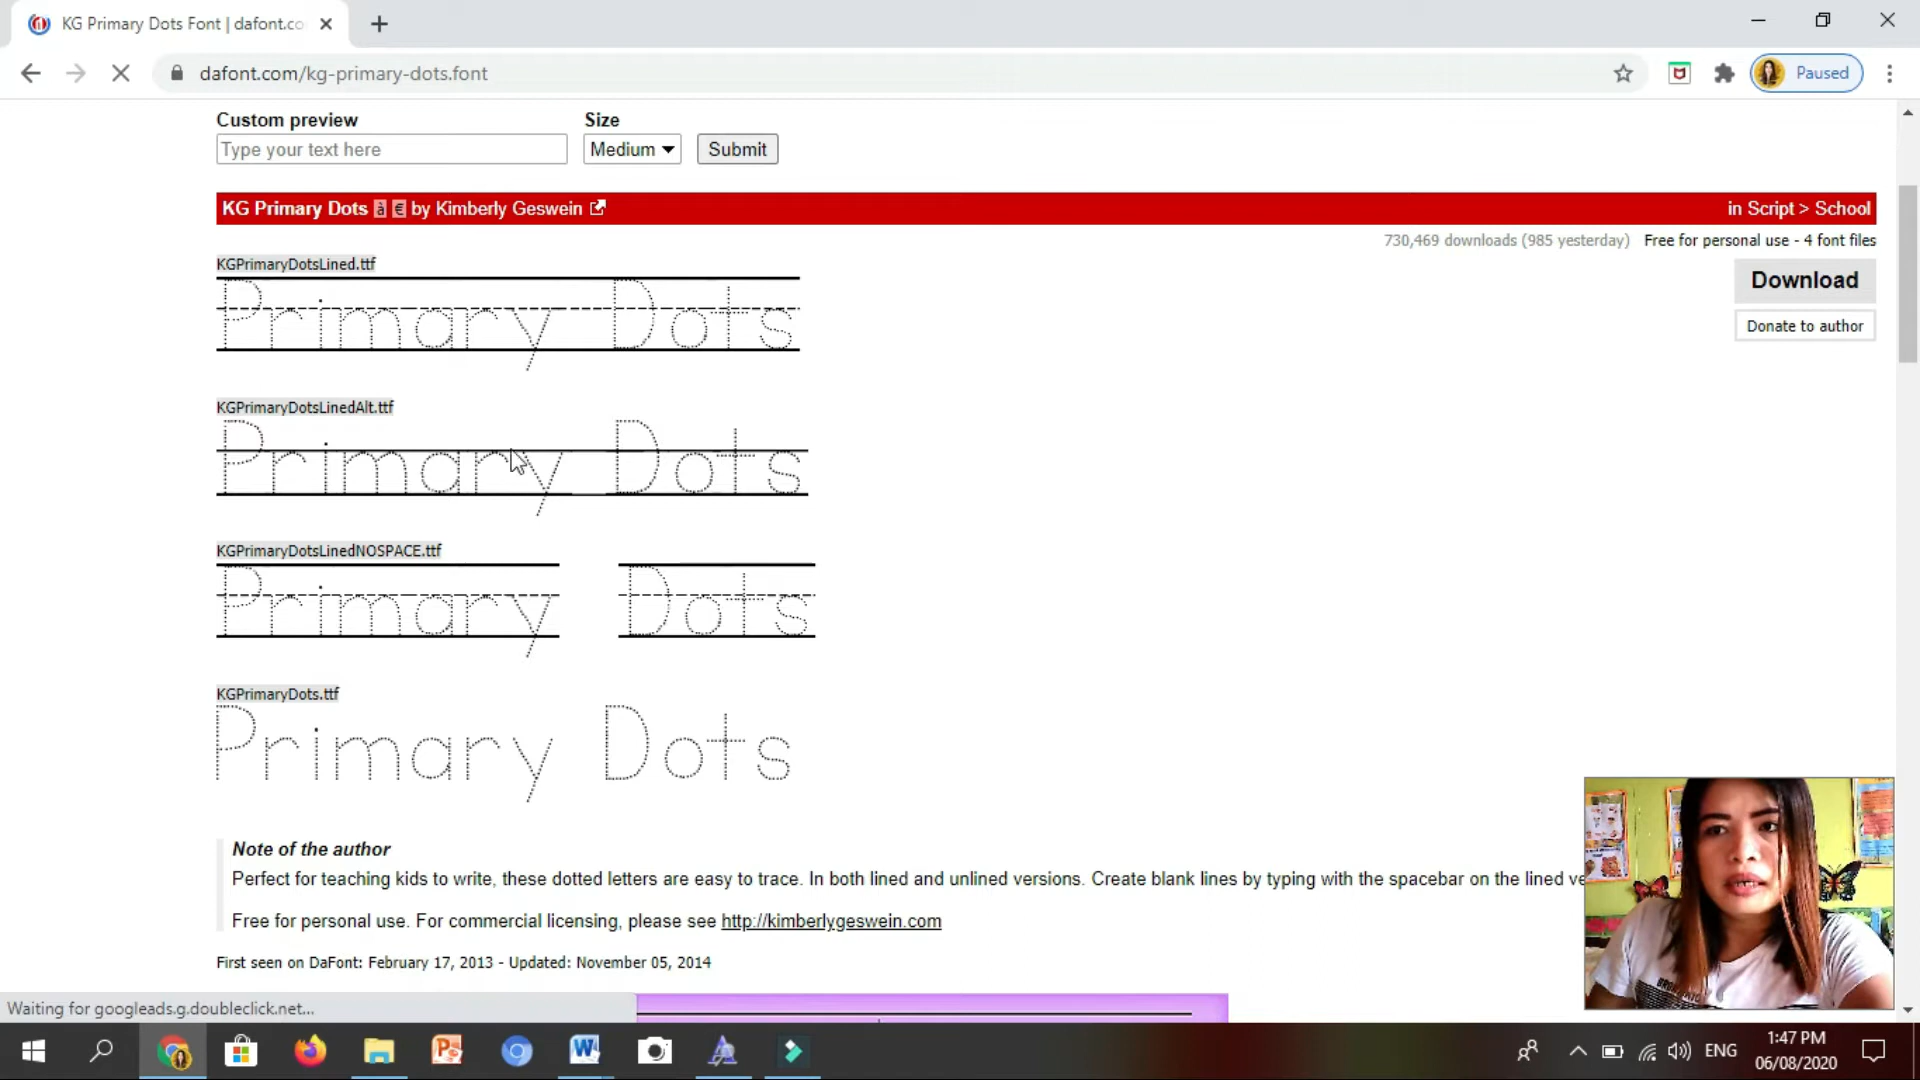 KG Primary Dots Font | dafont.co
dafont.com/kg-primary-dots.font
Paused
Custom preview
Size
Type your text here
Medium
Submit
KG Primary Dots à € by Kimberly Geswein
in Script > School
730,469 downloads (985 yesterday)
Free for personal use - 4 font files
KGPrimaryDotsLined.ttf
Download
Primary Dots
Donate to author
KGPrimaryDotsLinedAlt.ttf
Primary Dots
KGPrimaryDotsLinedNOSPACE.ttf
Primary Dots
KGPrimaryDots.ttf
Primary Dots
Note of the author
Perfect for teaching kids to write, these dotted letters are easy to trace. In both lined and unlined versions. Create blank lines by typing with the spacebar on the lined ve
Free for personal use. For commercial licensing, please see http://kimberlygeswein.com
First seen on DaFont: February 17, 2013 - Updated: November 05, 2014
Waiting for googleads.g.doubleclick.net...
ENG
1:47 PM
06/08/2020